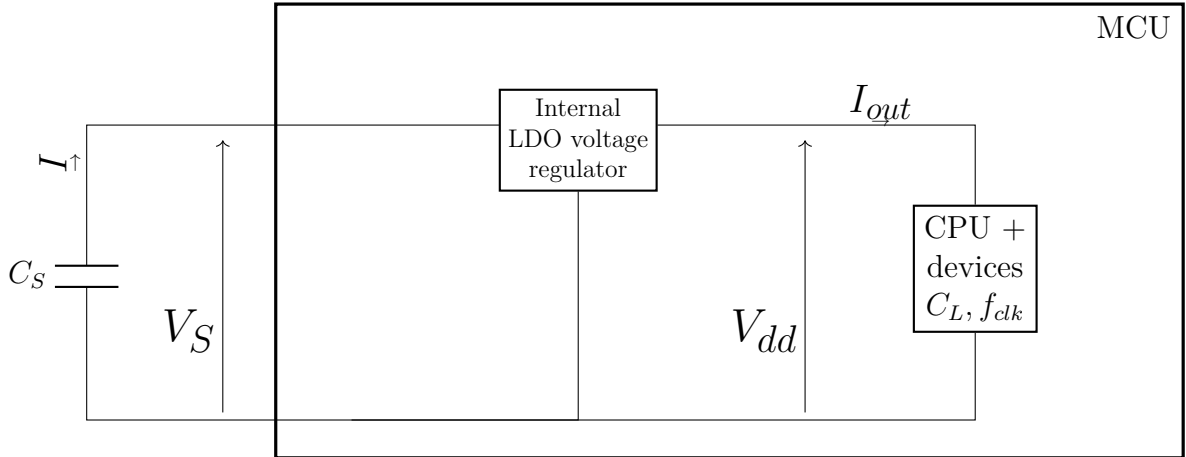 MCU
Internal
LDO voltage
regulator
I_out
I
C_S
V_S
V_dd
CPU +
devices
C_L, f_clk